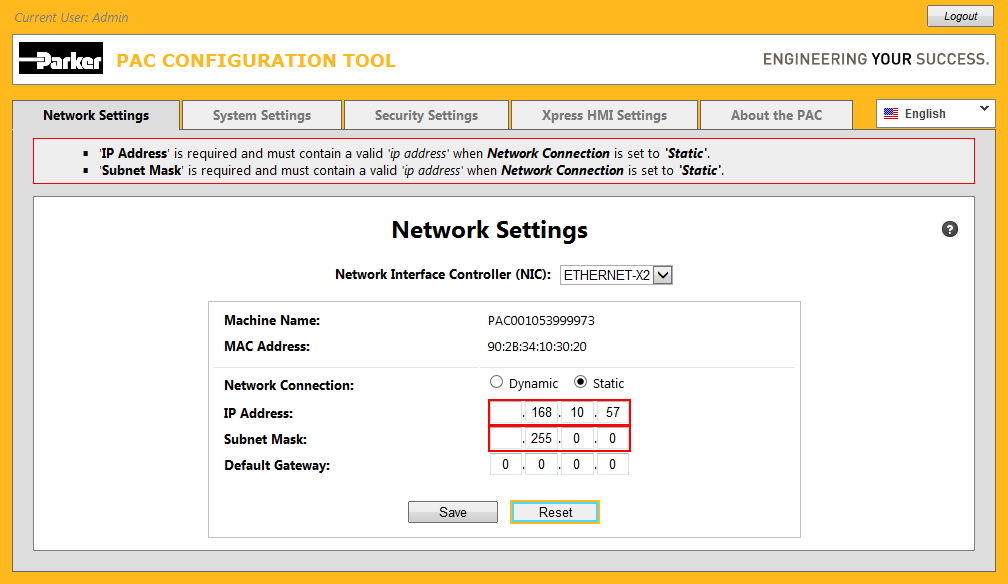 Current User: Admin
Logout
Parker
PAC CONFIGURATION TOOL
ENGINEERING YOUR SUCCESS.
Network Settings
System Settings
Security Settings
Xpress HMI Settings
About the PAC
English
'IP Address' is required and must contain a valid 'ip address' when Network Connection is set to 'Static'.
'Subnet Mask' is required and must contain a valid 'ip address' when Network Connection is set to 'Static'.
Network Settings
?
Network Interface Controller (NIC): ETHERNET-X2
Machine Name: PAC001053999973
MAC Address: 90:2B:34:10:30:20
Network Connection: Dynamic Static
IP Address: . 168 . 10 . 57
Subnet Mask: . 255 . 0 . 0
Default Gateway: 0 . 0 . 0 . 0
Save Reset